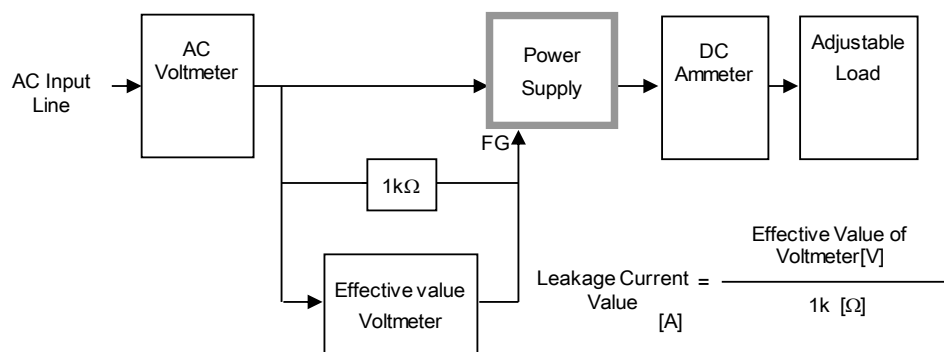 AC Input
Line
AC
Voltmeter
Power
Supply
DC
Ammeter
Adjustable
Load
FG
1kΩ
Effective value
Voltmeter
Leakage Current
Value
[A]
=
Effective Value of
Voltmeter[V]
1k [Ω]